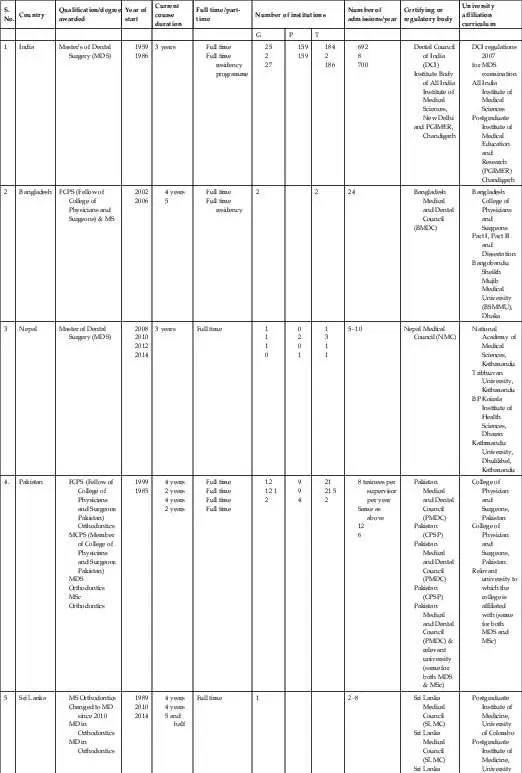 S. No.
Country
Qualification/degree awarded
Year of start
Current course duration
Full time/part-time
Number of institutions
G P T
Number of admissions/year
Certifying or regulatory body
University affiliation curriculum
1
India
Master's of Dental
Surgery (MDS)
1959
1986
3 years
Full time
Full time
residency
programme
25 159 184
2 159 2
27 186
692
8
700
Dental Council
of India
(DCI)
Institute Body
of All India
Institute of
Medical
Sciences,
New Delhi
and PGIMER,
Chandigarh
DCI regulations
2007
for MDS
examination
All India
Institute of
Medical
Sciences
Postgraduate
Institute of
Medical
Education
and
Research
(PGIMER)
Chandigarh
2
Bangladesh
FCPS (Fellow of
College of
Physicians and
Surgeons) & MS
2002
2006
4 years
5
Full time
Full time
residency
2 2
24
Bangladesh
Medical
and Dental
Council
(BMDC)
Bangladesh
College of
Physicians
and
Surgeons
Part I, Part II
and
Dissertation
Bangobandu
Sheikh
Mujib
Medical
University
(BSMMU),
Dhaka
3
Nepal
Master of Dental
Surgery (MDS)
2008
2010
2012
2014
3 years
Full time
1 0 1
1 2 3
1 0 1
0 1 1
5–10
Nepal Medical
Council (NMC)
National
Academy of
Medical
Sciences,
Kathmandu
Tribhuvan
University,
Kathmandu
BP Koirala
Institute of
Health
Sciences,
Dharan
Kathmandu
University,
Dhulikhel,
Kathmandu
4.
Pakistan
FCPS (Fellow of
College of
Physicians
and Surgeons
Pakistan)
Orthodontics
MCPS (Member
of College of
Physicians
and Surgeons
Pakistan)
MDS
Orthodontics
MSc
Orthodontics
1999
1985
4 years
2 years
4 years
2 years
Full time
Full time
Full time
Full time
12 9 21
9
2 4 2
8 trainees per
supervisor
per year
Same as
above
12
6
Pakistan
Medical
and Dental
Council
(PMDC)
Pakistan
(CPSP)
Pakistan
Medical
and Dental
Council
(PMDC)
Pakistan
(CPSP)
Pakistan
Medical
and Dental
Council
(PMDC) &
relevant
university
(same for
both MDS
& MSc)
College of
Physician
and
Surgeons,
Pakistan
College of
Physician
and
Surgeons,
Pakistan
Relevant
university to
which the
college is
affiliated
with (same
for both
MDS and
MSc)
5
Sri Lanka
MS Orthodontics
Changed to MD
since 2010
MD in
Orthodontics
MD in
Orthodontics
1989
2010
2014
4 years
4 years
5 and
half
Full time
1
2–8
Sri Lanka
Medical
Council
(SLMC)
Sri Lanka
Medical
Council
(SLMC)
Sri Lanka
Postgraduate
Institute of
Medicine,
University
of Colombo
Postgraduate
Institute of
Medicine,
University